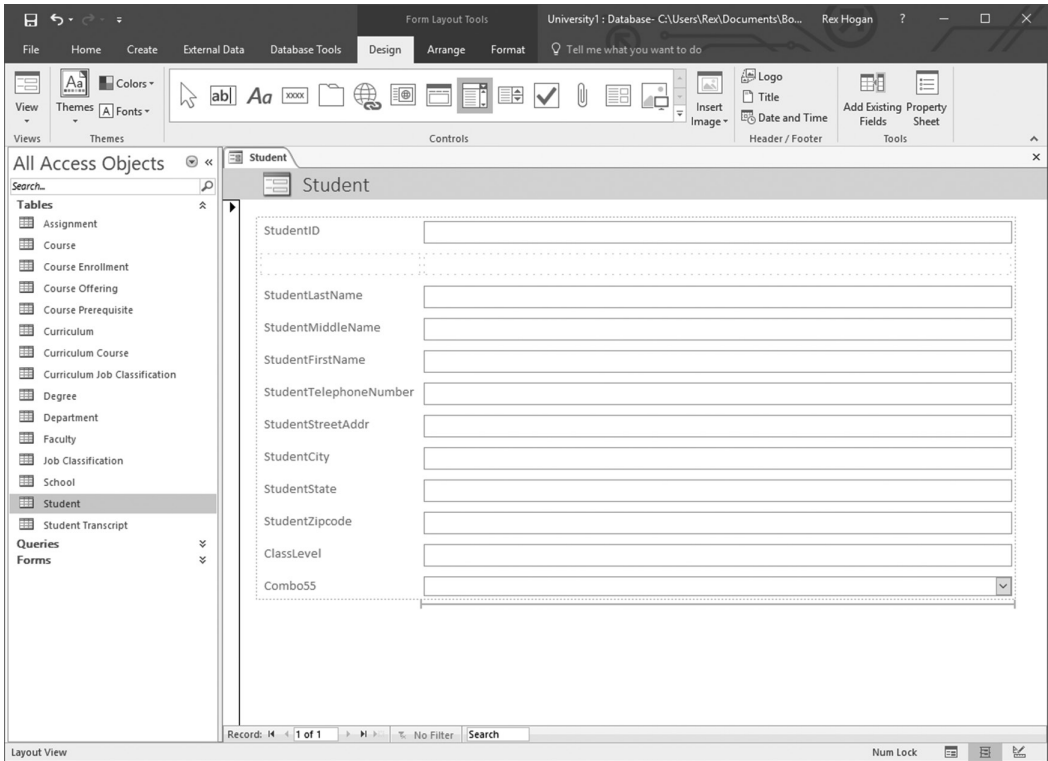 Form Layout Tools
University1 : Database- C:\Users\Rex\Documents\Bo...
Rex Hogan
?
File Home Create External Data Database Tools Design Arrange Format Tell me what you want to do
View
Views
Aa
Themes
Colors
Fonts
Themes
ab|
Aa
xxxx
Controls
Insert
Image
Logo
Title
Date and Time
Header / Footer
Add Existing
Fields
Property
Sheet
Tools
All Access Objects
Search...
Tables
Assignment
Course
Course Enrollment
Course Offering
Course Prerequisite
Curriculum
Curriculum Course
Curriculum Job Classification
Degree
Department
Faculty
Job Classification
School
Student
Student Transcript
Queries
Forms
Student
Student
StudentID
StudentLastName
StudentMiddleName
StudentFirstName
StudentTelephoneNumber
StudentStreetAddr
StudentCity
StudentState
StudentZipcode
ClassLevel
Combo55
Record: 1 of 1 No Filter Search
Layout View
Num Lock